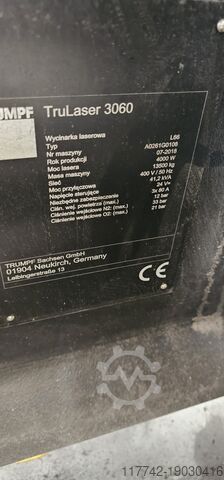 UMPF TruLaser 3060
Wycinarka laserowa
Typ L66
Nr maszyny A0261G0106
Rok produkcji 07-2018
Moc lasera 4000 W
Masa maszyny 13500 kg
Sieć 400 V / 50 Hz
Moc przyłączowa 41,2 kVA
Napięcie sterujące 24 V=
Niezbędne zabezpieczenie 3x 80 A
Ciśn. wej. powietrza (max.) 12 bar
Ciśnienie wejściowe N2: (max.) 33 bar
Ciśnienie wejściowe O2: (max.) 21 bar
TRUMPF Sachsen GmbH
01904 Neukirch, Germany
Leibingerstraße 13
CE
117742-19030416